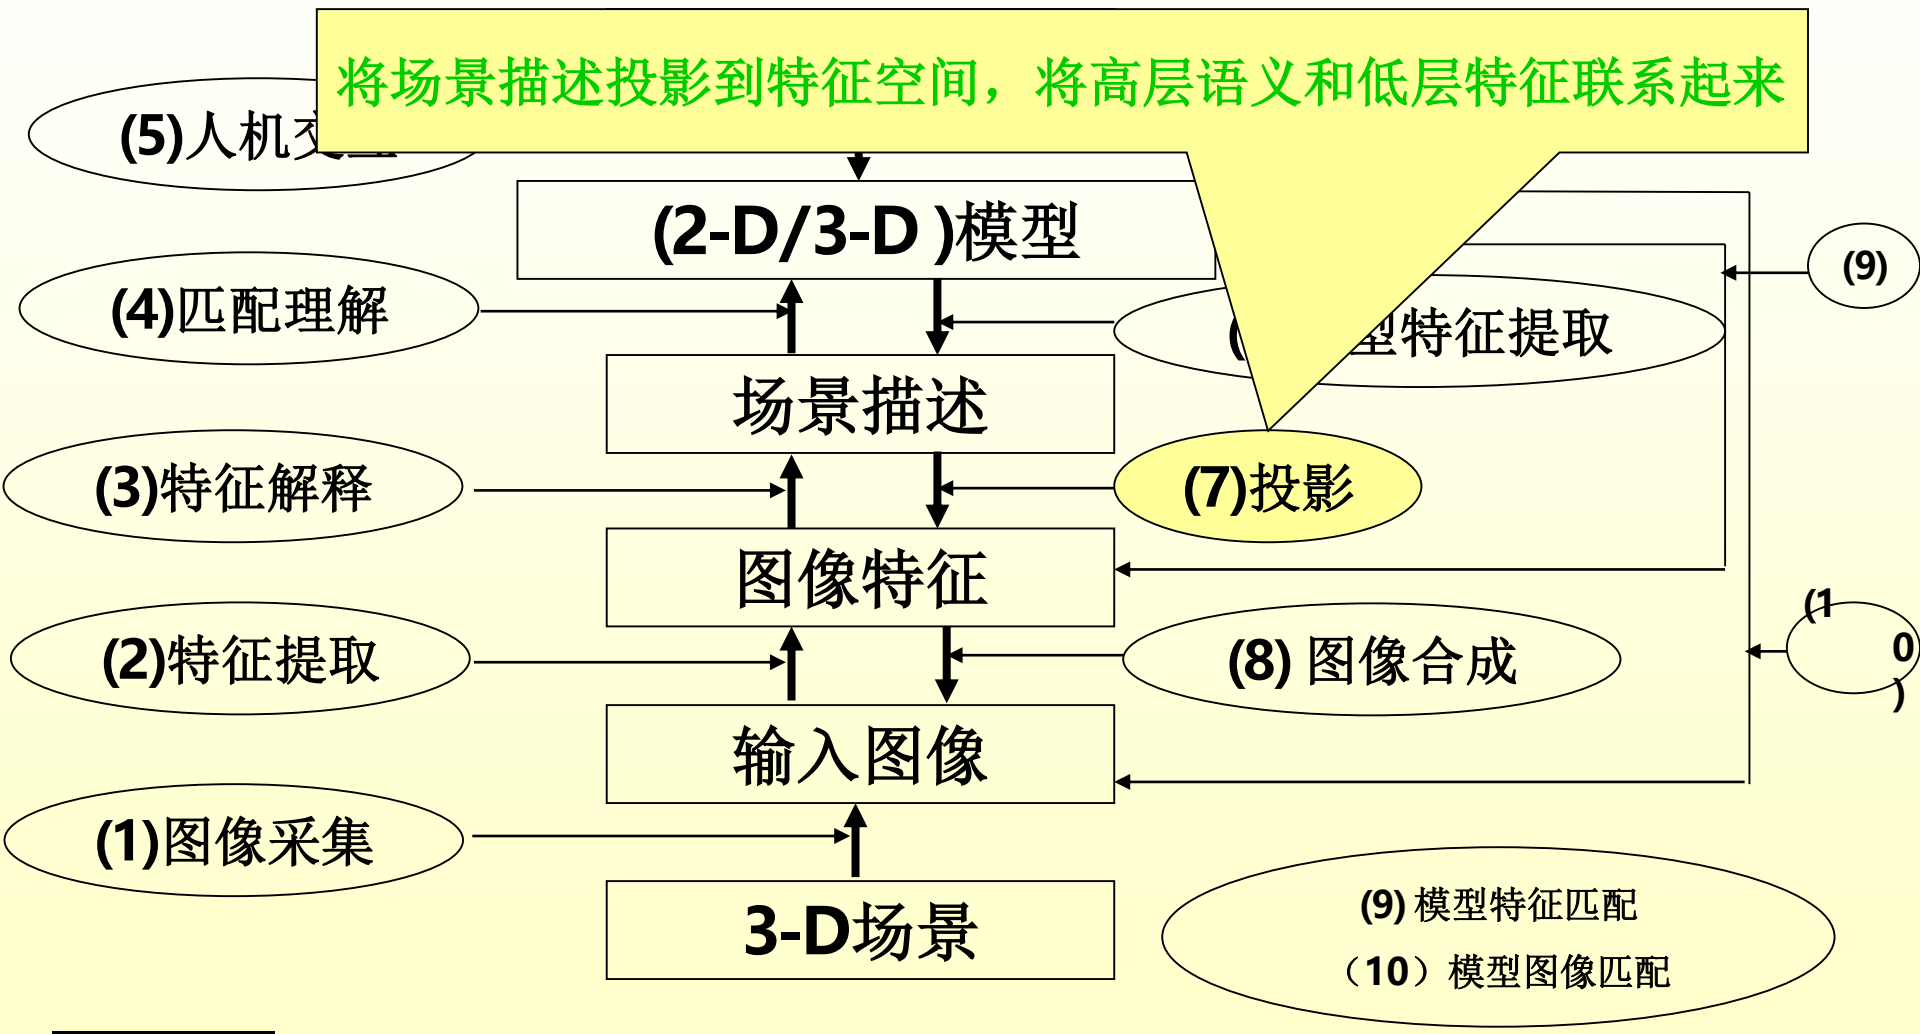 将场景描述投影到特征空间，将高层语义和低层特征联系起来
(5)人机交
(2-D/3-D )模型
(9)
(4)匹配理解
型特征提取
场景描述
(3)特征解释
(7)投影
图像特征
(10)
(2)特征提取
(8) 图像合成
输入图像
(1)图像采集
3-D场景
(9) 模型特征匹配
（10）模型图像匹配